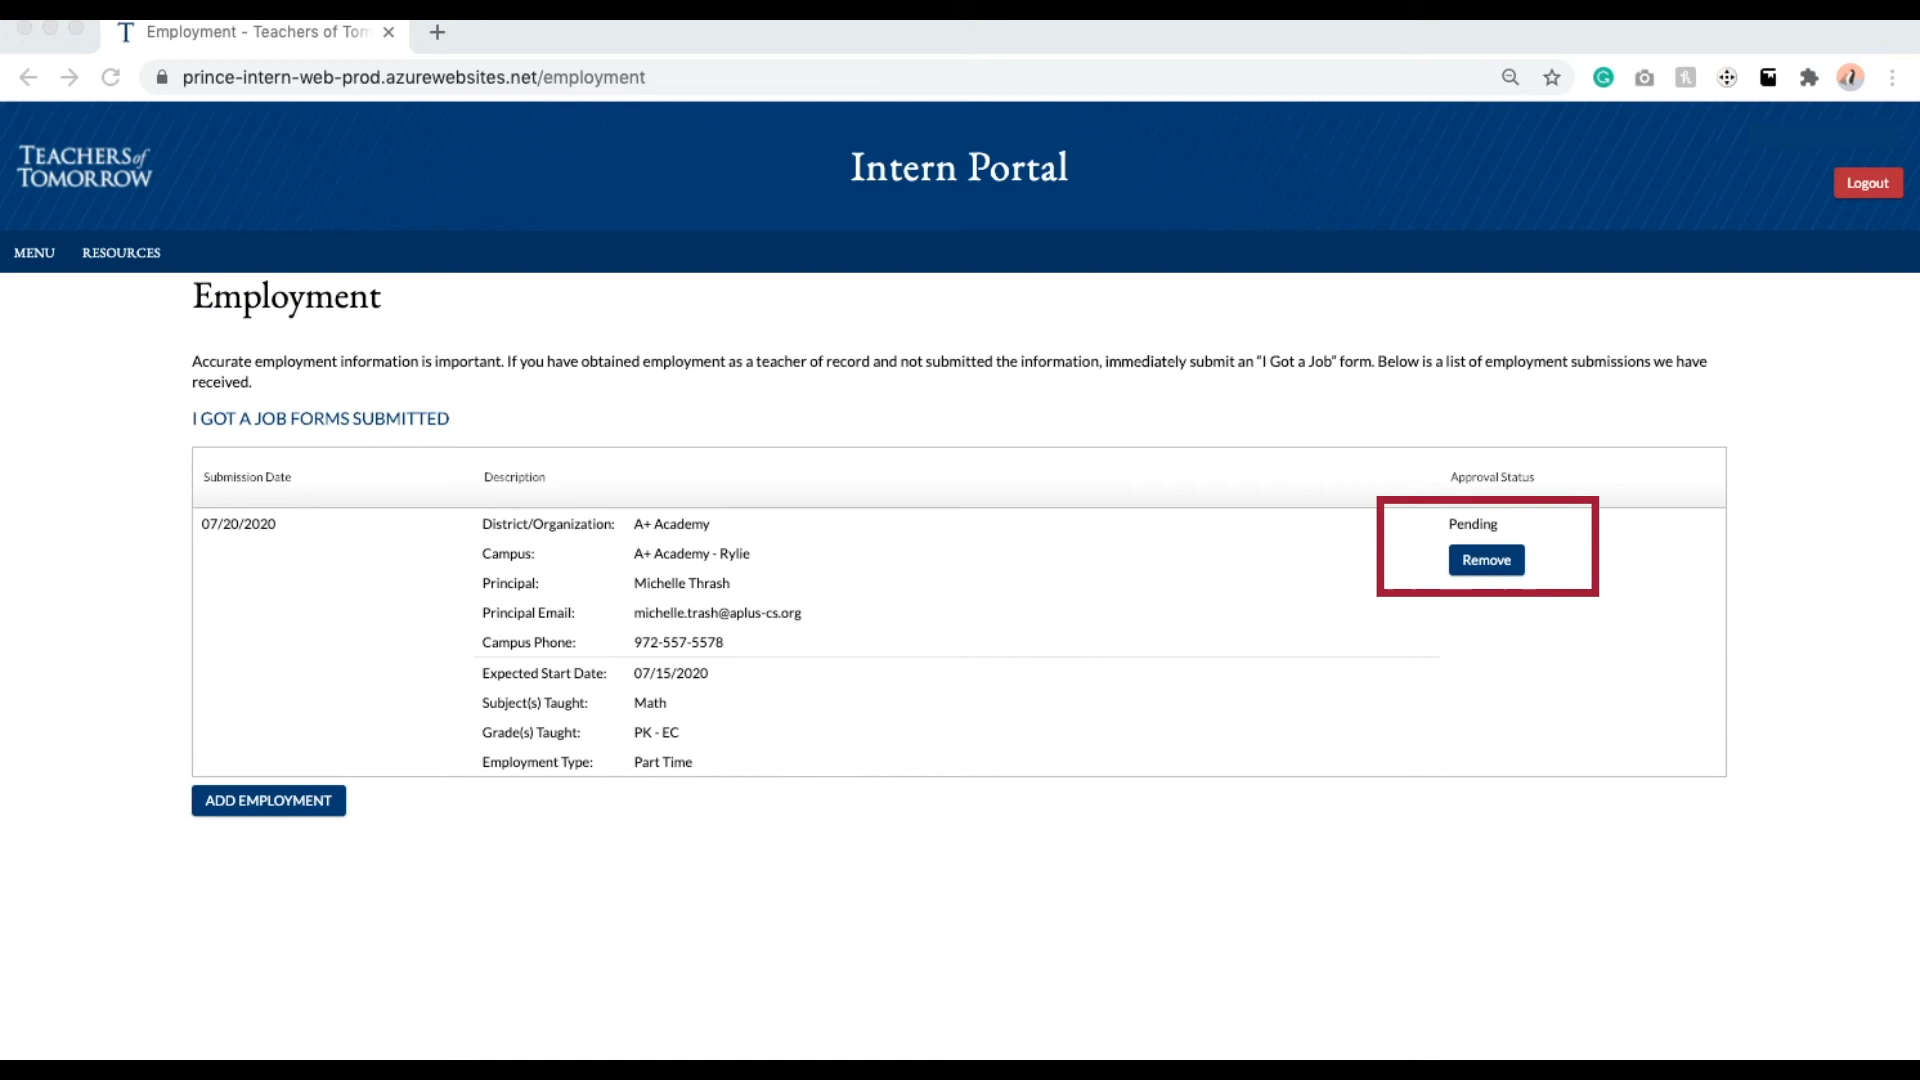 Employment - Teachers of Tom
prince-intern-web-prod.azurewebsites.net/employment
TEACHERS of
TOMORROW
Intern Portal
Logout
MENU RESOURCES
Employment
Accurate employment information is important. If you have obtained employment as a teacher of record and not submitted the information, immediately submit an "I Got a Job" form. Below is a list of employment submissions we have
received.
I GOT A JOB FORMS SUBMITTED
Submission Date Description Approval Status
07/20/2020 District/Organization: A+ Academy Pending
Campus: A+ Academy - Rylie Remove
Principal: Michelle Thrash
Principal Email: michelle.trash@aplus-cs.org
Campus Phone: 972-557-5578
Expected Start Date: 07/15/2020
Subject(s) Taught: Math
Grade(s) Taught: PK - EC
Employment Type: Part Time
ADD EMPLOYMENT